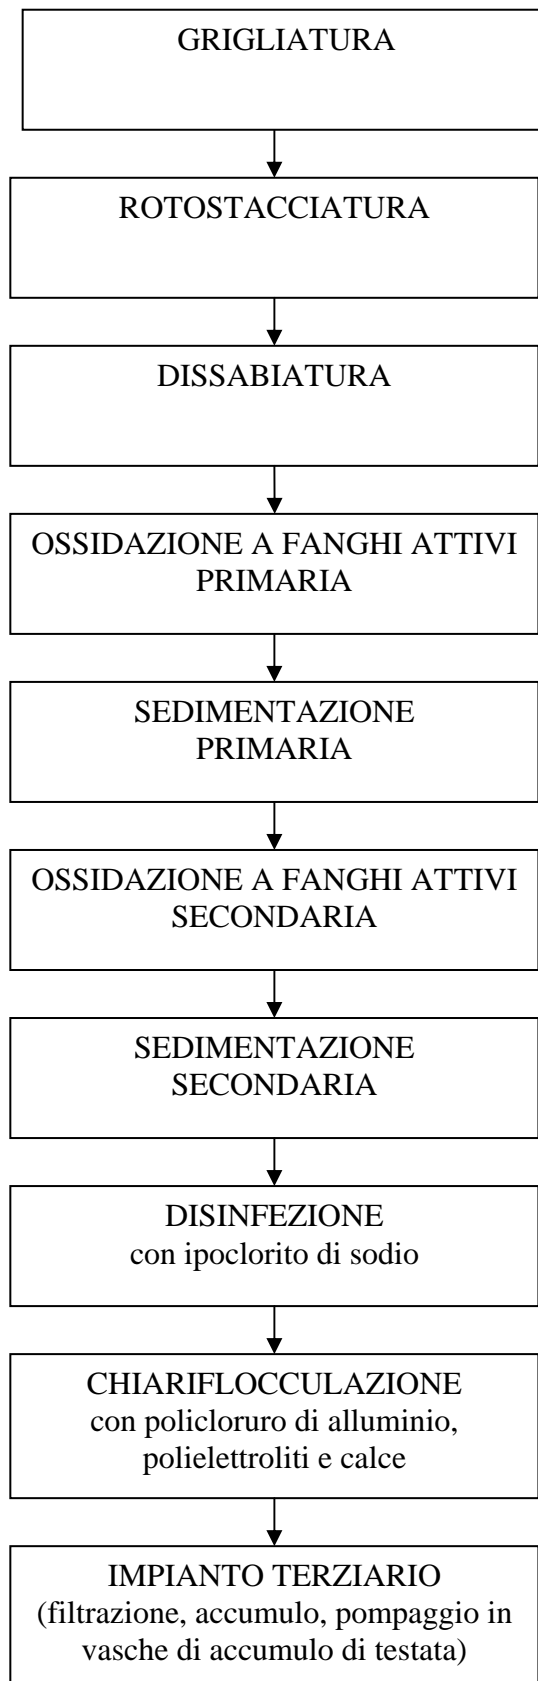 GRIGLIATURA
ROTOSTACCIATURA
DISSABIATURA
OSSIDAZIONE A FANGHI ATTIVI
PRIMARIA
SEDIMENTAZIONE
PRIMARIA
OSSIDAZIONE A FANGHI ATTIVI
SECONDARIA
SEDIMENTAZIONE
SECONDARIA
DISINFEZIONE
con ipoclorito di sodio
CHIARIFLOCCULAZIONE
con policloruro di alluminio,
polielettroliti e calce
IMPIANTO TERZIARIO
(filtrazione, accumulo, pompaggio in
vasche di accumulo di testata)